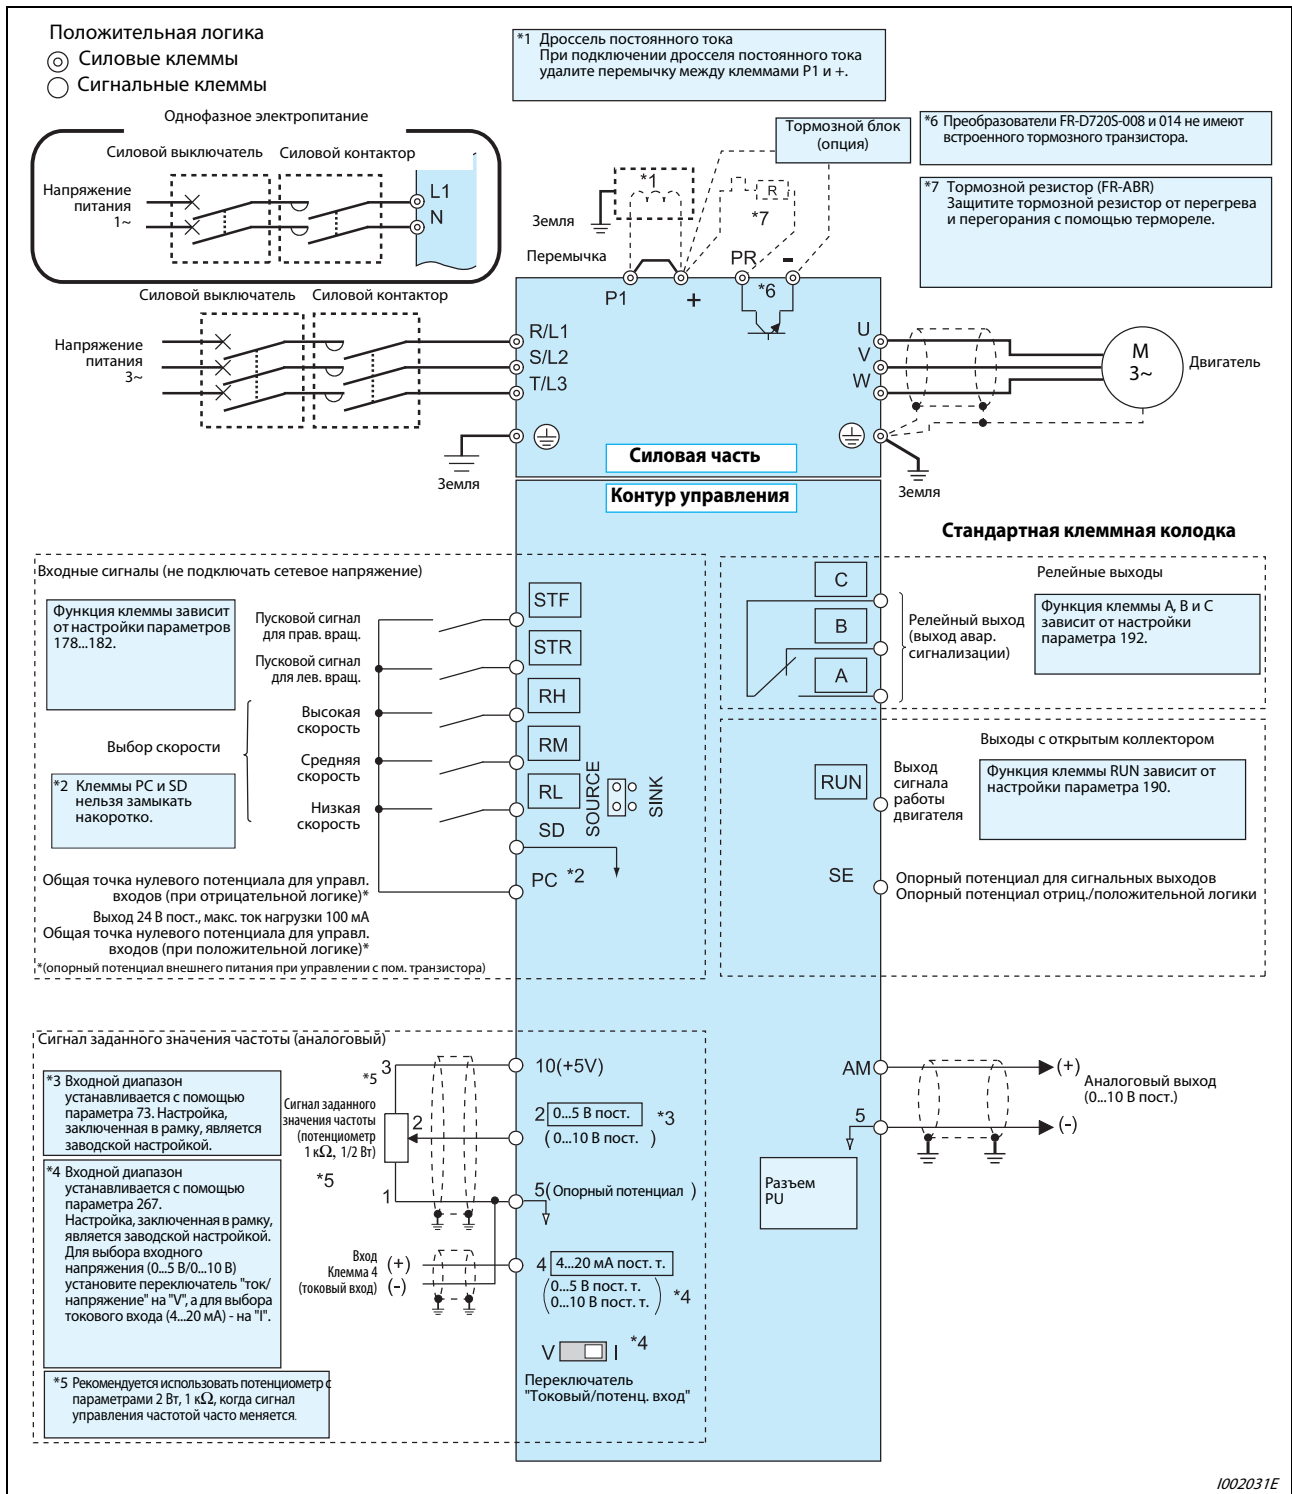 Положительная логика
Силовые клеммы
Сигнальные клеммы
*1 Дроссель постоянного тока
При подключении дросселя постоянного тока
удалите перемычку между клеммами P1 и +.
Однофазное электропитание
Силовой выключатель
Силовой контактор
Напряжение
питания
1~
L1
N
Тормозной блок
(опция)
*6 Преобразователи FR-D720S-008 и 014 не имеют
встроенного тормозного транзистора.
*7 Тормозной резистор (FR-ABR)
Защитите тормозной резистор от перегрева
и перегорания с помощью термореле.
*1
R
*7
Земля
Перемычка
P1
+
PR
-
*6
Силовой выключатель
Силовой контактор
Напряжение
питания
3~
R/L1
S/L2
T/L3
U
V
W
M
3~
Двигатель
Земля
Земля
Силовая часть
Контур управления
Стандартная клеммная колодка
Входные сигналы (не подключать сетевое напряжение)
Функция клеммы зависит
от настройки параметров
178...182.
Пусковой сигнал
для прав. вращ.
Пусковой сигнал
для лев. вращ.
Высокая
скорость
Выбор скорости
Средняя
скорость
Низкая
скорость
*2 Клеммы PC и SD
нельзя замыкать
накоротко.
STF
STR
RH
RM
RL
SD
SOURCE
SINK
PC *2
Общая точка нулевого потенциала для управл.
входов (при отрицательной логике)*
Выход 24 В пост., макс. ток нагрузки 100 мА
Общая точка нулевого потенциала для управл.
входов (при положительной логике)*
*(опорный потенциал внешнего питания при управлении с пом. транзистора)
Релейные выходы
C
B
A
Релейный выход
(выход авар.
сигнализации)
Функция клеммы A, B и C
зависит от настройки
параметра 192.
Выходы с открытым коллектором
RUN
Выход
сигнала
работы
двигателя
Функция клеммы RUN зависит от
настройки параметра 190.
SE
Опорный потенциал для сигнальных выходов
Опорный потенциал отриц./положительной логики
Сигнал заданного значения частоты (аналоговый)
*3 Входной диапазон
устанавливается с помощью
параметра 73. Настройка,
заключенная в рамку, является
заводской настройкой.
*4 Входной диапазон
устанавливается с помощью
параметра 267.
Настройка, заключенная в рамку,
является заводской настройкой.
Для выбора входного
напряжения (0...5 В/0...10 В)
установите переключатель "ток/
напряжение" на "V", а для выбора
токового входа (4...20 мА) - на "I".
*5 Рекомендуется использовать потенциометр с
параметрами 2 Вт, 1 кΩ, когда сигнал
управления частотой часто меняется.
3
*5
Сигнал заданного
значения частоты
(потенциометр
1 кΩ, 1/2 Вт)
*5
2
1
10(+5V)
2 0...5 В пост. *3
(0...10 В пост. )
5(Опорный потенциал )
Вход
Клемма 4
(токовый вход)
(+)
(-)
4 4...20 мА пост. т.
(0...5 В пост. т.
0...10 В пост. т.) *4
V I *4
Переключатель
"Токовый/потенц. вход"
AM
5
(+)
Аналоговый выход
(0...10 В пост.)
(-)
Разъем
PU
I002031E